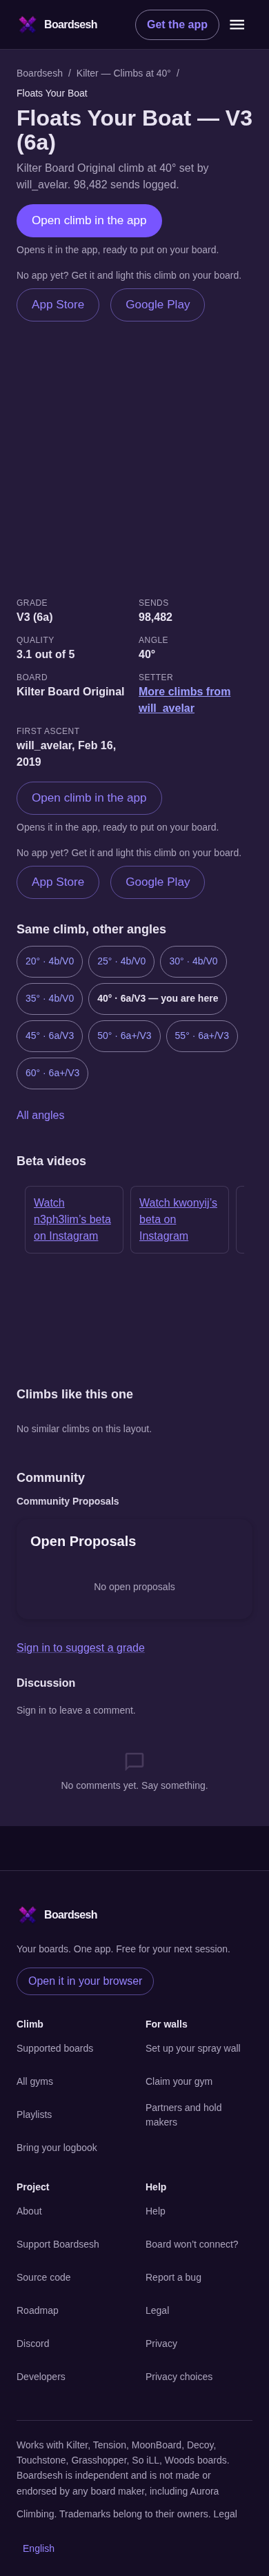 Boardsesh
Get the app
Boardsesh / Kilter — Climbs at 40° /
Floats Your Boat
Floats Your Boat — V3
(6a)
Kilter Board Original climb at 40° set by
will_avelar. 98,482 sends logged.
Open climb in the app
Opens it in the app, ready to put on your board.
No app yet? Get it and light this climb on your board.
App Store
Google Play
GRADE
V3 (6a)
SENDS
98,482
QUALITY
3.1 out of 5
ANGLE
40°
BOARD
Kilter Board Original
SETTER
More climbs from
will_avelar
FIRST ASCENT
will_avelar, Feb 16,
2019
Open climb in the app
Opens it in the app, ready to put on your board.
No app yet? Get it and light this climb on your board.
App Store
Google Play
Same climb, other angles
20° · 4b/V0
25° · 4b/V0
30° · 4b/V0
35° · 4b/V0
40° · 6a/V3 — you are here
45° · 6a/V3
50° · 6a+/V3
55° · 6a+/V3
60° · 6a+/V3
All angles
Beta videos
Watch
n3ph3lim's beta
on Instagram
Watch kwonyij's
beta on
Instagram
Climbs like this one
No similar climbs on this layout.
Community
Community Proposals
Open Proposals
No open proposals
Sign in to suggest a grade
Discussion
Sign in to leave a comment.
No comments yet. Say something.
Boardsesh
Your boards. One app. Free for your next session.
Open it in your browser
Climb
Supported boards
All gyms
Playlists
Bring your logbook
For walls
Set up your spray wall
Claim your gym
Partners and hold
makers
Project
About
Support Boardsesh
Source code
Roadmap
Discord
Developers
Help
Help
Board won't connect?
Report a bug
Legal
Privacy
Privacy choices
Works with Kilter, Tension, MoonBoard, Decoy,
Touchstone, Grasshopper, So iLL, Woods boards.
Boardsesh is independent and is not made or
endorsed by any board maker, including Aurora
Climbing. Trademarks belong to their owners. Legal
English